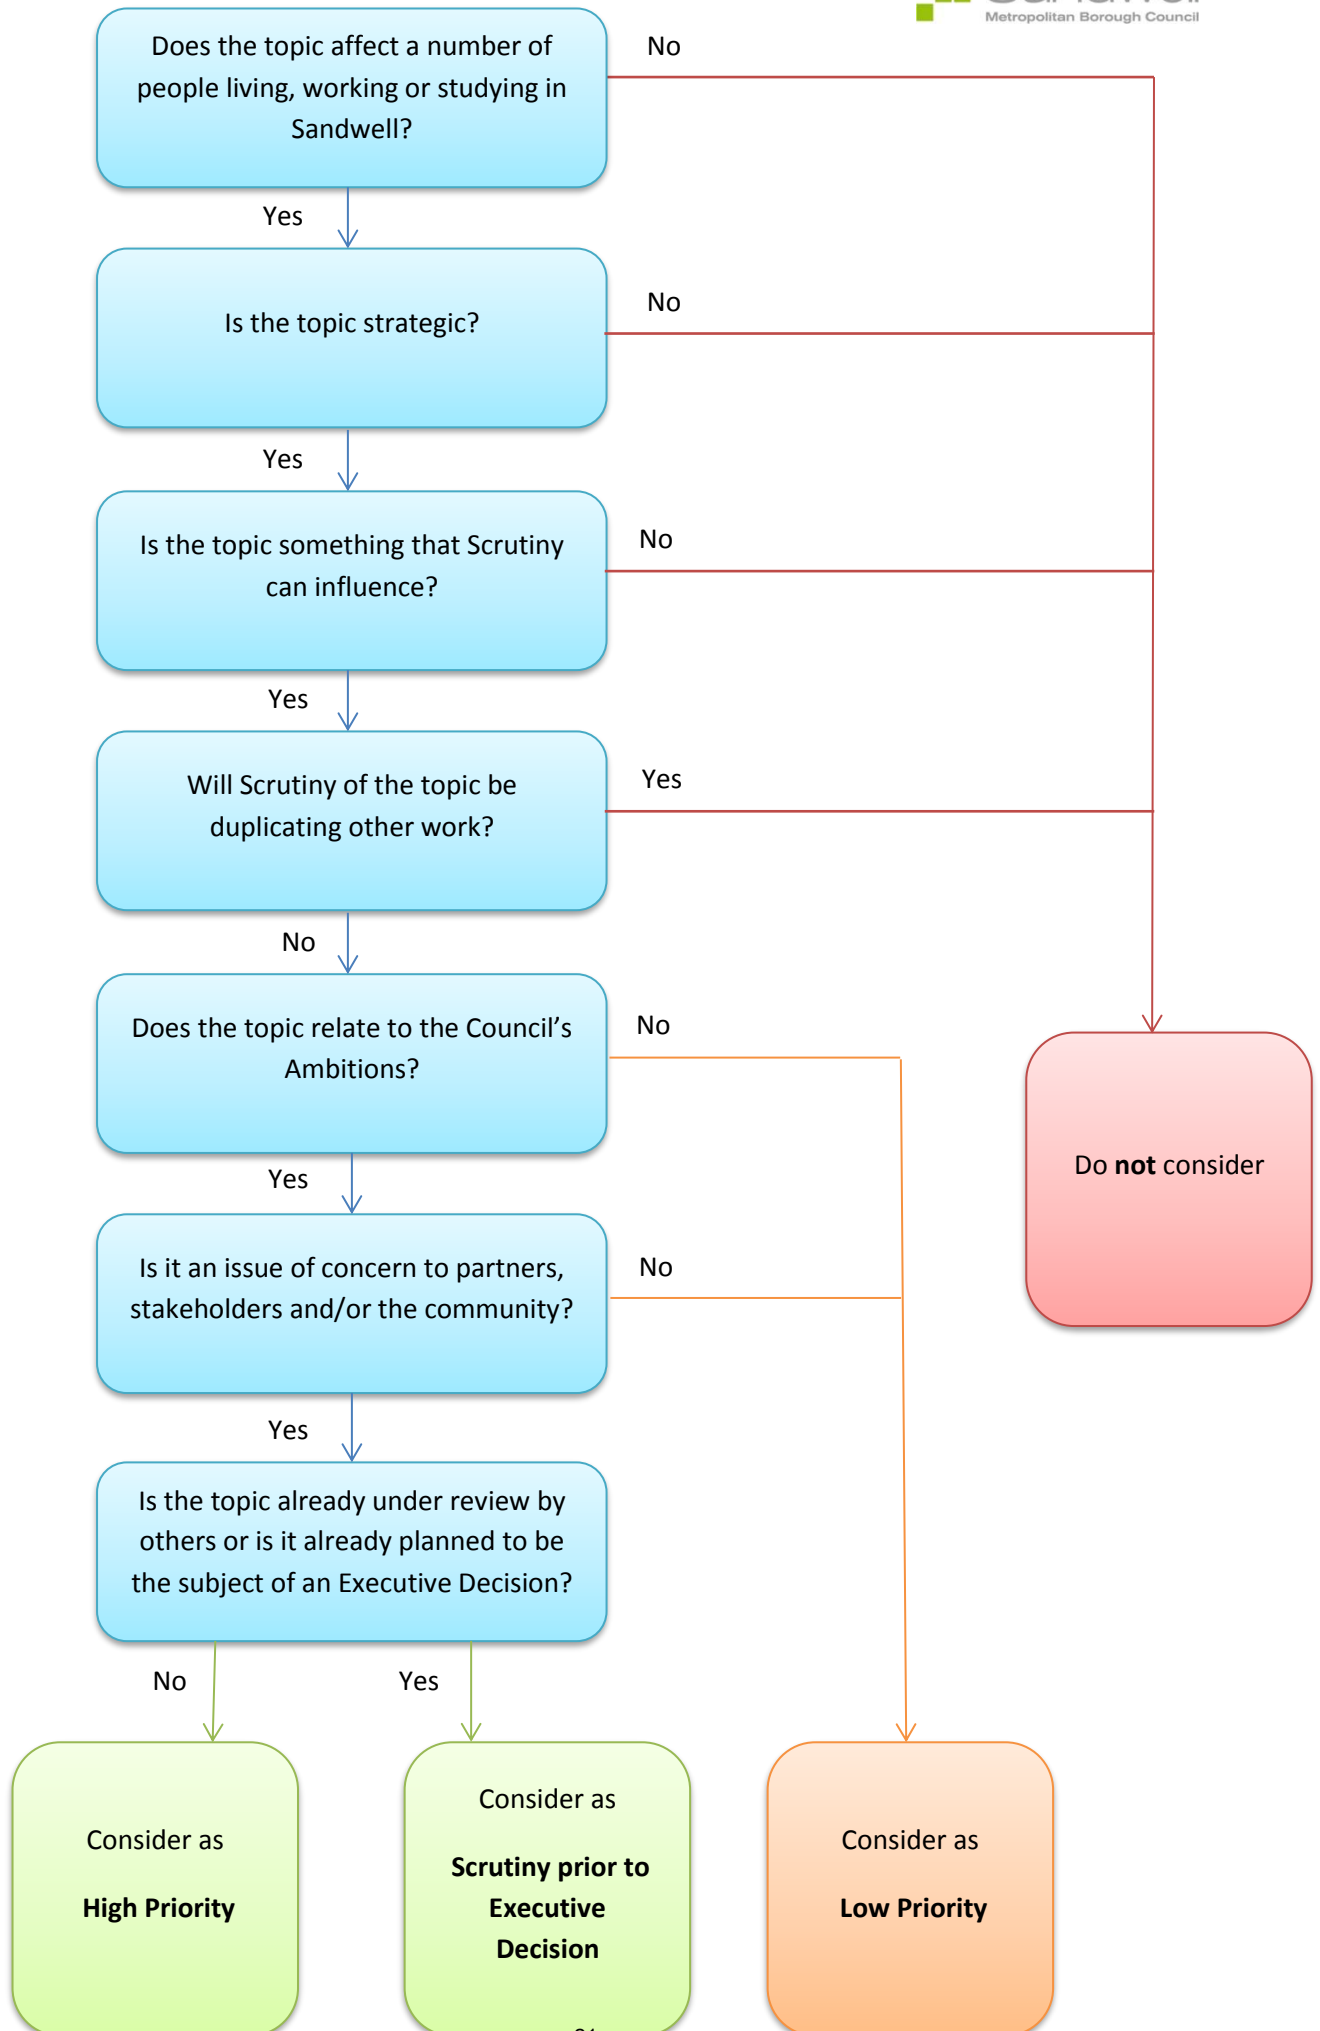 Metropolitan Borough Council
Does the topic affect a number of
people living, working or studying in
Sandwell?
No
Yes
Is the topic strategic?
No
Yes
Is the topic something that Scrutiny
can influence?
No
Yes
Will Scrutiny of the topic be
duplicating other work?
Yes
No
Does the topic relate to the Council’s
Ambitions?
No
Do not consider
Yes
Is it an issue of concern to partners,
stakeholders and/or the community?
No
Yes
Is the topic already under review by
others or is it already planned to be
the subject of an Executive Decision?
No
Yes
Consider as
High Priority
Consider as
Scrutiny prior to
Executive
Decision
Consider as
Low Priority